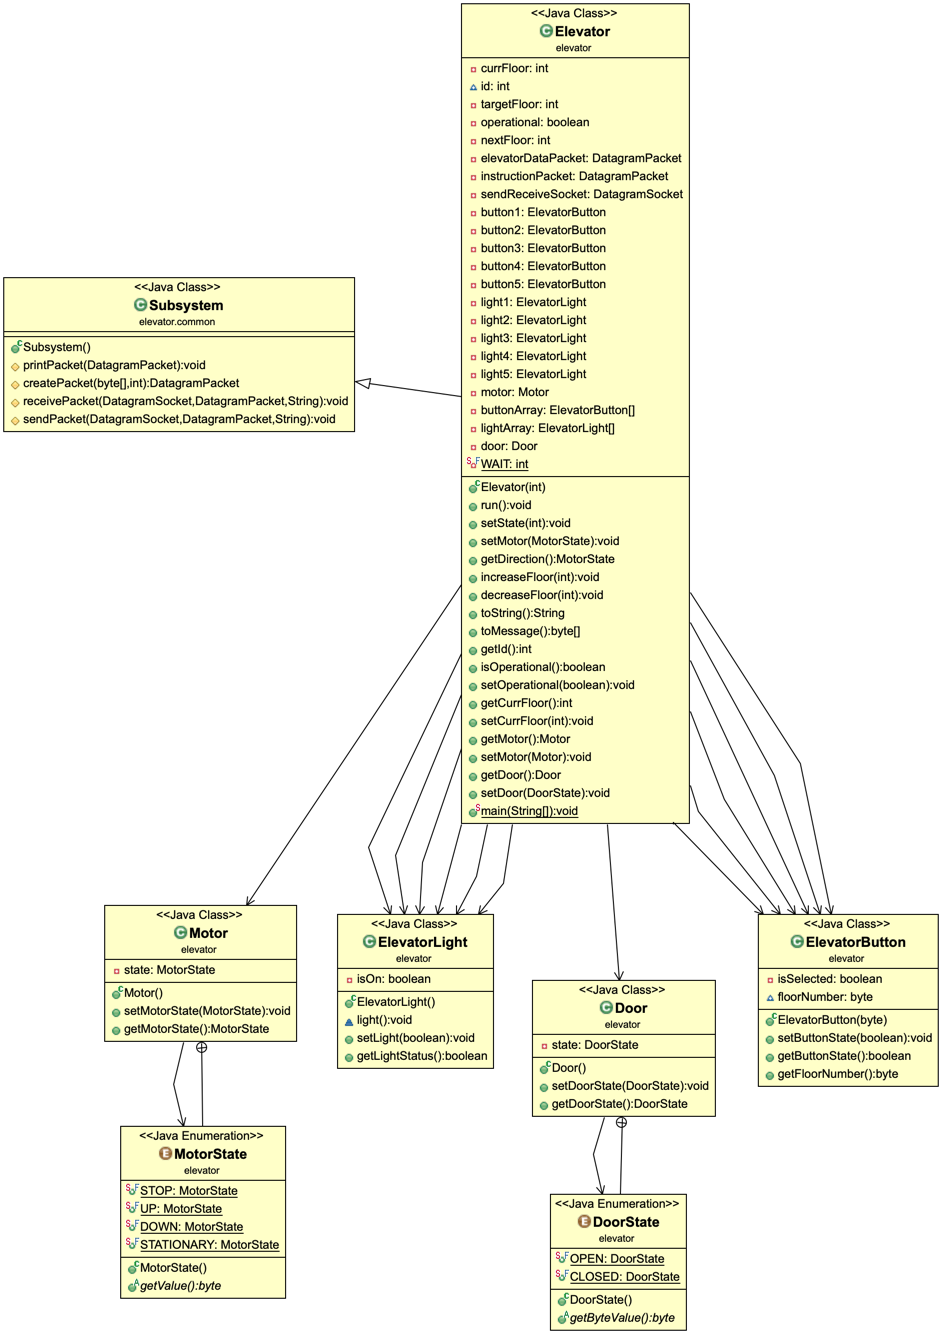 <<Java Class>>
Elevator
elevator
currFloor: int
id: int
targetFloor: int
operational: boolean
nextFloor: int
elevatorDataPacket: DatagramPacket
instructionPacket: DatagramPacket
sendReceiveSocket: DatagramSocket
button1: ElevatorButton
button2: ElevatorButton
button3: ElevatorButton
button4: ElevatorButton
button5: ElevatorButton
light1: ElevatorLight
light2: ElevatorLight
light3: ElevatorLight
light4: ElevatorLight
light5: ElevatorLight
motor: Motor
buttonArray: ElevatorButton[]
lightArray: ElevatorLight[]
door: Door
WAIT: int
Elevator(int)
run():void
setState(int):void
setMotor(MotorState):void
getDirection():MotorState
increaseFloor(int):void
decreaseFloor(int):void
toString():String
toMessage():byte[]
getId():int
isOperational():boolean
setOperational(boolean):void
getCurrFloor():int
setCurrFloor(int):void
getMotor():Motor
setMotor(Motor):void
getDoor():Door
setDoor(DoorState):void
main(String[]):void
<<Java Class>>
Subsystem
elevator.common
Subsystem()
printPacket(DatagramPacket):void
createPacket(byte[],int):DatagramPacket
receivePacket(DatagramSocket,DatagramPacket,String):void
sendPacket(DatagramSocket,DatagramPacket,String):void
<<Java Class>>
Motor
elevator
state: MotorState
Motor()
setMotorState(MotorState):void
getMotorState():MotorState
<<Java Class>>
ElevatorLight
elevator
isOn: boolean
ElevatorLight()
light():void
setLight(boolean):void
getLightStatus():boolean
<<Java Class>>
Door
elevator
state: DoorState
Door()
setDoorState(DoorState):void
getDoorState():DoorState
<<Java Class>>
ElevatorButton
elevator
isSelected: boolean
floorNumber: byte
ElevatorButton(byte)
setButtonState(boolean):void
getButtonState():boolean
getFloorNumber():byte
<<Java Enumeration>>
MotorState
elevator
STOP: MotorState
UP: MotorState
DOWN: MotorState
STATIONARY: MotorState
MotorState()
getValue():byte
<<Java Enumeration>>
DoorState
elevator
OPEN: DoorState
CLOSED: DoorState
DoorState()
getByteValue():byte